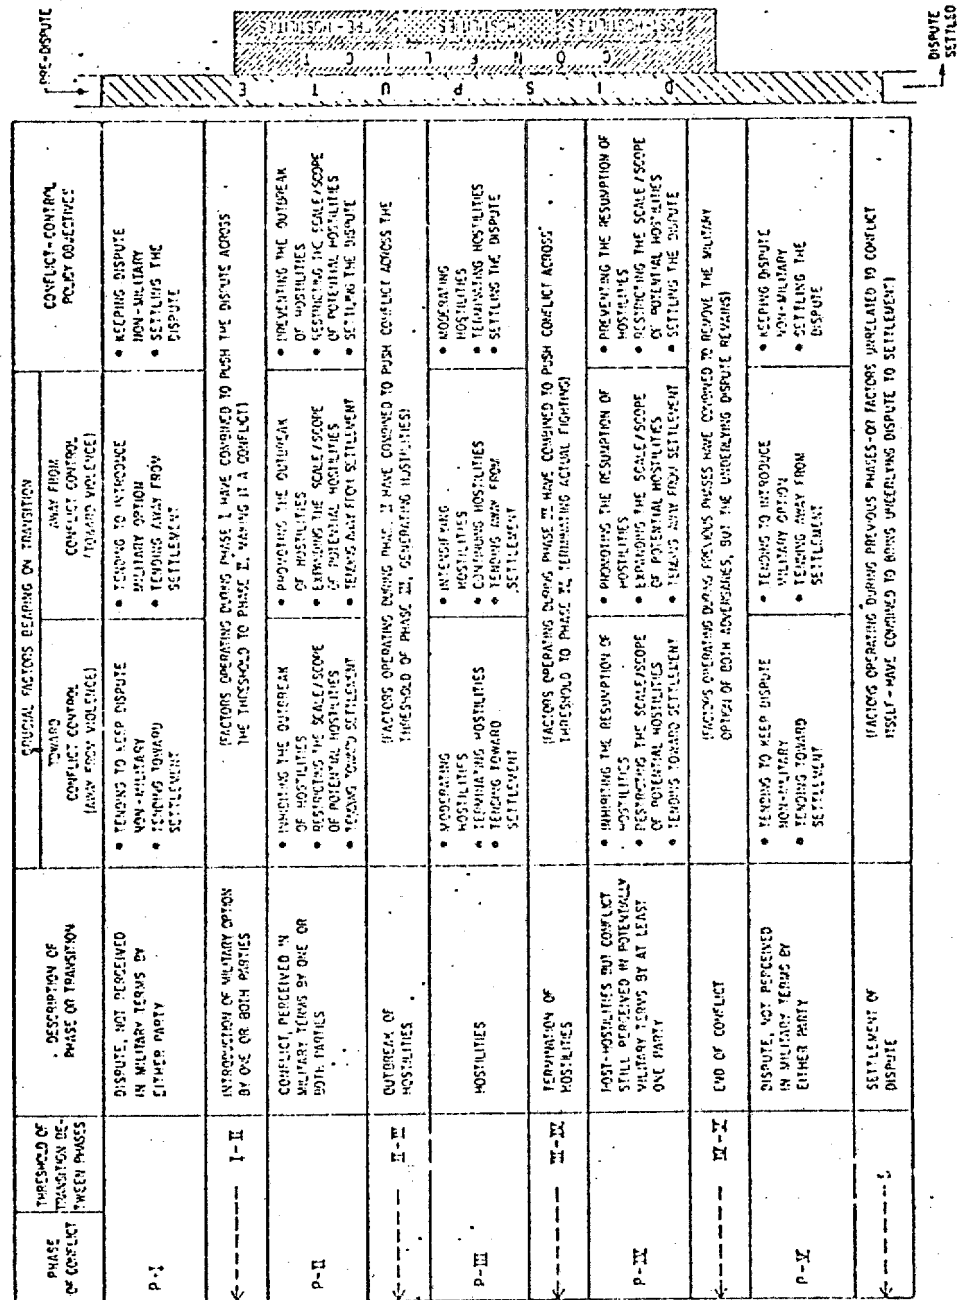 PHASE
OF CONFLICT
THRESHOLD OF
TRANSITION BE-
TWEEN PHASES
DESCRIPTION OF
PHASE OR TRANSITION
CRUCIAL FACTORS BEARING ON TRANSITION
TOWARD
CONFLICT CONTROL
(AWAY FROM VIOLENCE)
AWAY FROM
CONFLICT CONTROL
(TOWARD VIOLENCE)
CONFLICT-CONTROL
POLICY OBJECTIVES
P-I
DISPUTE, NOT PERCEIVED
IN MILITARY TERMS BY
EITHER PARTY
• TENDING TO KEEP DISPUTE
NON-MILITARY
• TENDING TOWARD
SETTLEMENT
• TENDING TO INTRODUCE
MILITARY OPTION
• TENDING AWAY FROM
SETTLEMENT
• KEEPING DISPUTE
NON-MILITARY
• SETTLING THE
DISPUTE
I-II
INTRODUCTION OF MILITARY OPTION
BY ONE OR BOTH PARTIES
(FACTORS OPERATING DURING PHASE I HAVE COMBINED TO PUSH THE DISPUTE ACROSS
THE THRESHOLD TO PHASE II, MAKING IT A CONFLICT)
P-II
CONFLICT, PERCEIVED IN
MILITARY TERMS BY ONE OR
BOTH PARTIES
• INHIBITING THE OUTBREAK
OF HOSTILITIES
• RESTRICTING THE SCALE/SCOPE
OF POTENTIAL HOSTILITIES
• TENDING TOWARD SETTLEMENT
• PROMOTING THE OUTBREAK
OF HOSTILITIES
• EXPANDING THE SCALE/SCOPE
OF POTENTIAL HOSTILITIES
• TENDING AWAY FROM SETTLEMENT
• PREVENTING THE OUTBREAK
OF HOSTILITIES
• RESTRICTING THE SCALE/SCOPE
OF POTENTIAL HOSTILITIES
• SETTLING THE DISPUTE
II-III
OUTBREAK OF
HOSTILITIES
(FACTORS OPERATING DURING PHASE II HAVE COMBINED TO PUSH CONFLICT ACROSS THE
THRESHOLD OF PHASE III, GENERATING HOSTILITIES)
P-III
HOSTILITIES
• MODERATING
HOSTILITIES
• TERMINATING HOSTILITIES
• TENDING TOWARD
SETTLEMENT
• INTENSIFYING
HOSTILITIES
• CONTINUING HOSTILITIES
• TENDING AWAY FROM
SETTLEMENT
• MODERATING
HOSTILITIES
• TERMINATING HOSTILITIES
• SETTLING THE DISPUTE
III-IV
TERMINATION OF
HOSTILITIES
(FACTORS OPERATING DURING PHASE III HAVE COMBINED TO PUSH CONFLICT ACROSS
THRESHOLD TO PHASE IV, TERMINATING ACTUAL FIGHTING)
P-IV
POST-HOSTILITIES BUT CONFLICT
STILL PERCEIVED IN POTENTIALLY
MILITARY TERMS BY AT LEAST
ONE PARTY
• INHIBITING THE RESUMPTION OF
HOSTILITIES
• RESTRICTING THE SCALE/SCOPE
OF POTENTIAL HOSTILITIES
• TENDING TOWARD SETTLEMENT
• PROMOTING THE RESUMPTION OF
HOSTILITIES
• EXPANDING THE SCALE/SCOPE
OF POTENTIAL HOSTILITIES
• TENDING AWAY FROM SETTLEMENT
• PREVENTING THE RESUMPTION OF
HOSTILITIES
• RESTRICTING THE SCALE/SCOPE
OF POTENTIAL HOSTILITIES
• SETTLING THE DISPUTE
IV-V
END OF CONFLICT
(FACTORS OPERATING DURING PREVIOUS PHASES HAVE COMBINED TO REMOVE THE MILITARY
OPTION OF BOTH ADVERSARIES, BUT THE UNDERLYING DISPUTE REMAINS)
P-V
DISPUTE, NOT PERCEIVED
IN MILITARY TERMS BY
EITHER PARTY
• TENDING TO KEEP DISPUTE
NON-MILITARY
• TENDING TOWARD
SETTLEMENT
• TENDING TO INTRODUCE
MILITARY OPTION
• TENDING AWAY FROM
SETTLEMENT
• KEEPING DISPUTE
NON-MILITARY
• SETTLING THE
DISPUTE
S
SETTLEMENT OF
DISPUTE
(FACTORS OPERATING DURING PREVIOUS PHASES-OR FACTORS UNRELATED TO CONFLICT
ITSELF-HAVE COMBINED TO BRING UNDERLYING DISPUTE TO SETTLEMENT)
PRE-DISPUTE
DISPUTE
CONFLICT
PRE-HOSTILITIES
HOSTILITIES
POST-HOSTILITIES
DISPUTE
SETTLED